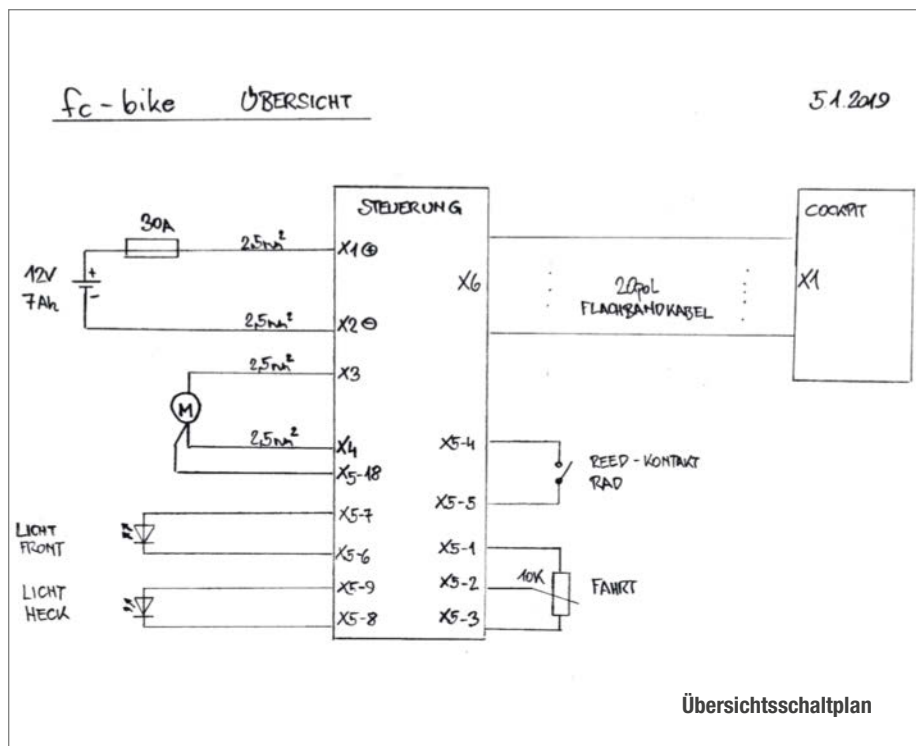 fc-bike ÜBERSICHT 5.1.2019
STEUERUNG
COCKPIT
30A
2,5mm²
X1⊕
12V
7Ah
+
-
2,5mm²
X2⊖
X6
20pol
FLACHBANDKABEL
X1
2,5mm²
X3
M
2,5mm²
X4
X5-18
X5-4
REED-KONTAKT
RAD
X5-5
LICHT
FRONT
X5-7
X5-6
X5-1
LICHT
HECK
X5-9
X5-8
X5-2
10K
FAHRT
X5-3
Übersichtsschaltplan